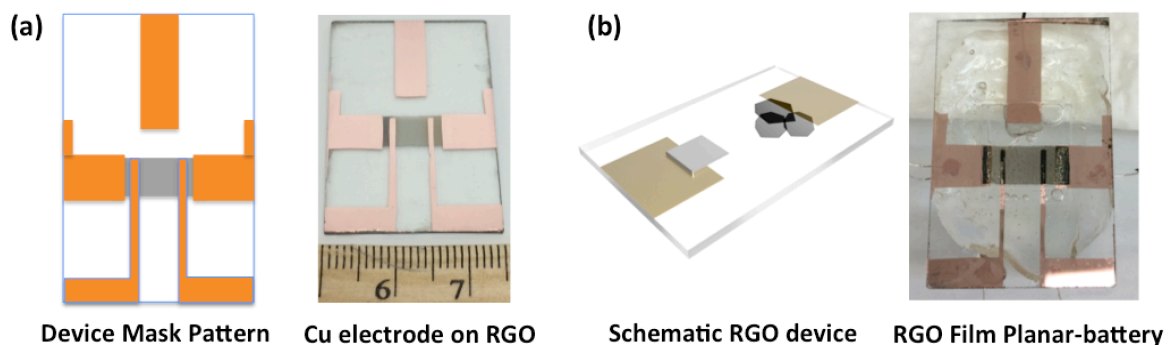 (a)
(b)
6 7
Device Mask Pattern
Cu electrode on RGO
Schematic RGO device
RGO Film Planar-battery